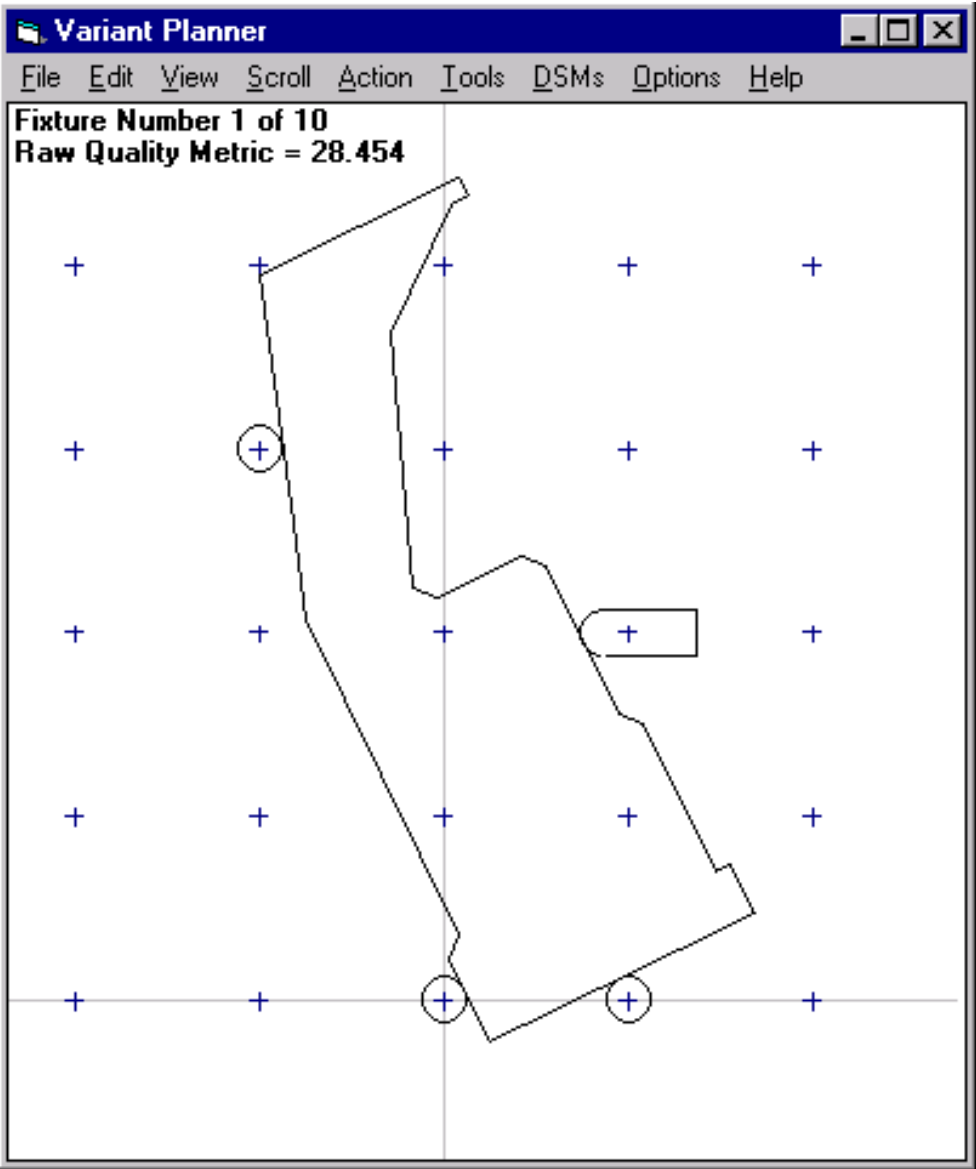 Variant Planner
File Edit View Scroll Action Tools DSMs Options Help
Fixture Number 1 of 10
Raw Quality Metric = 28.454